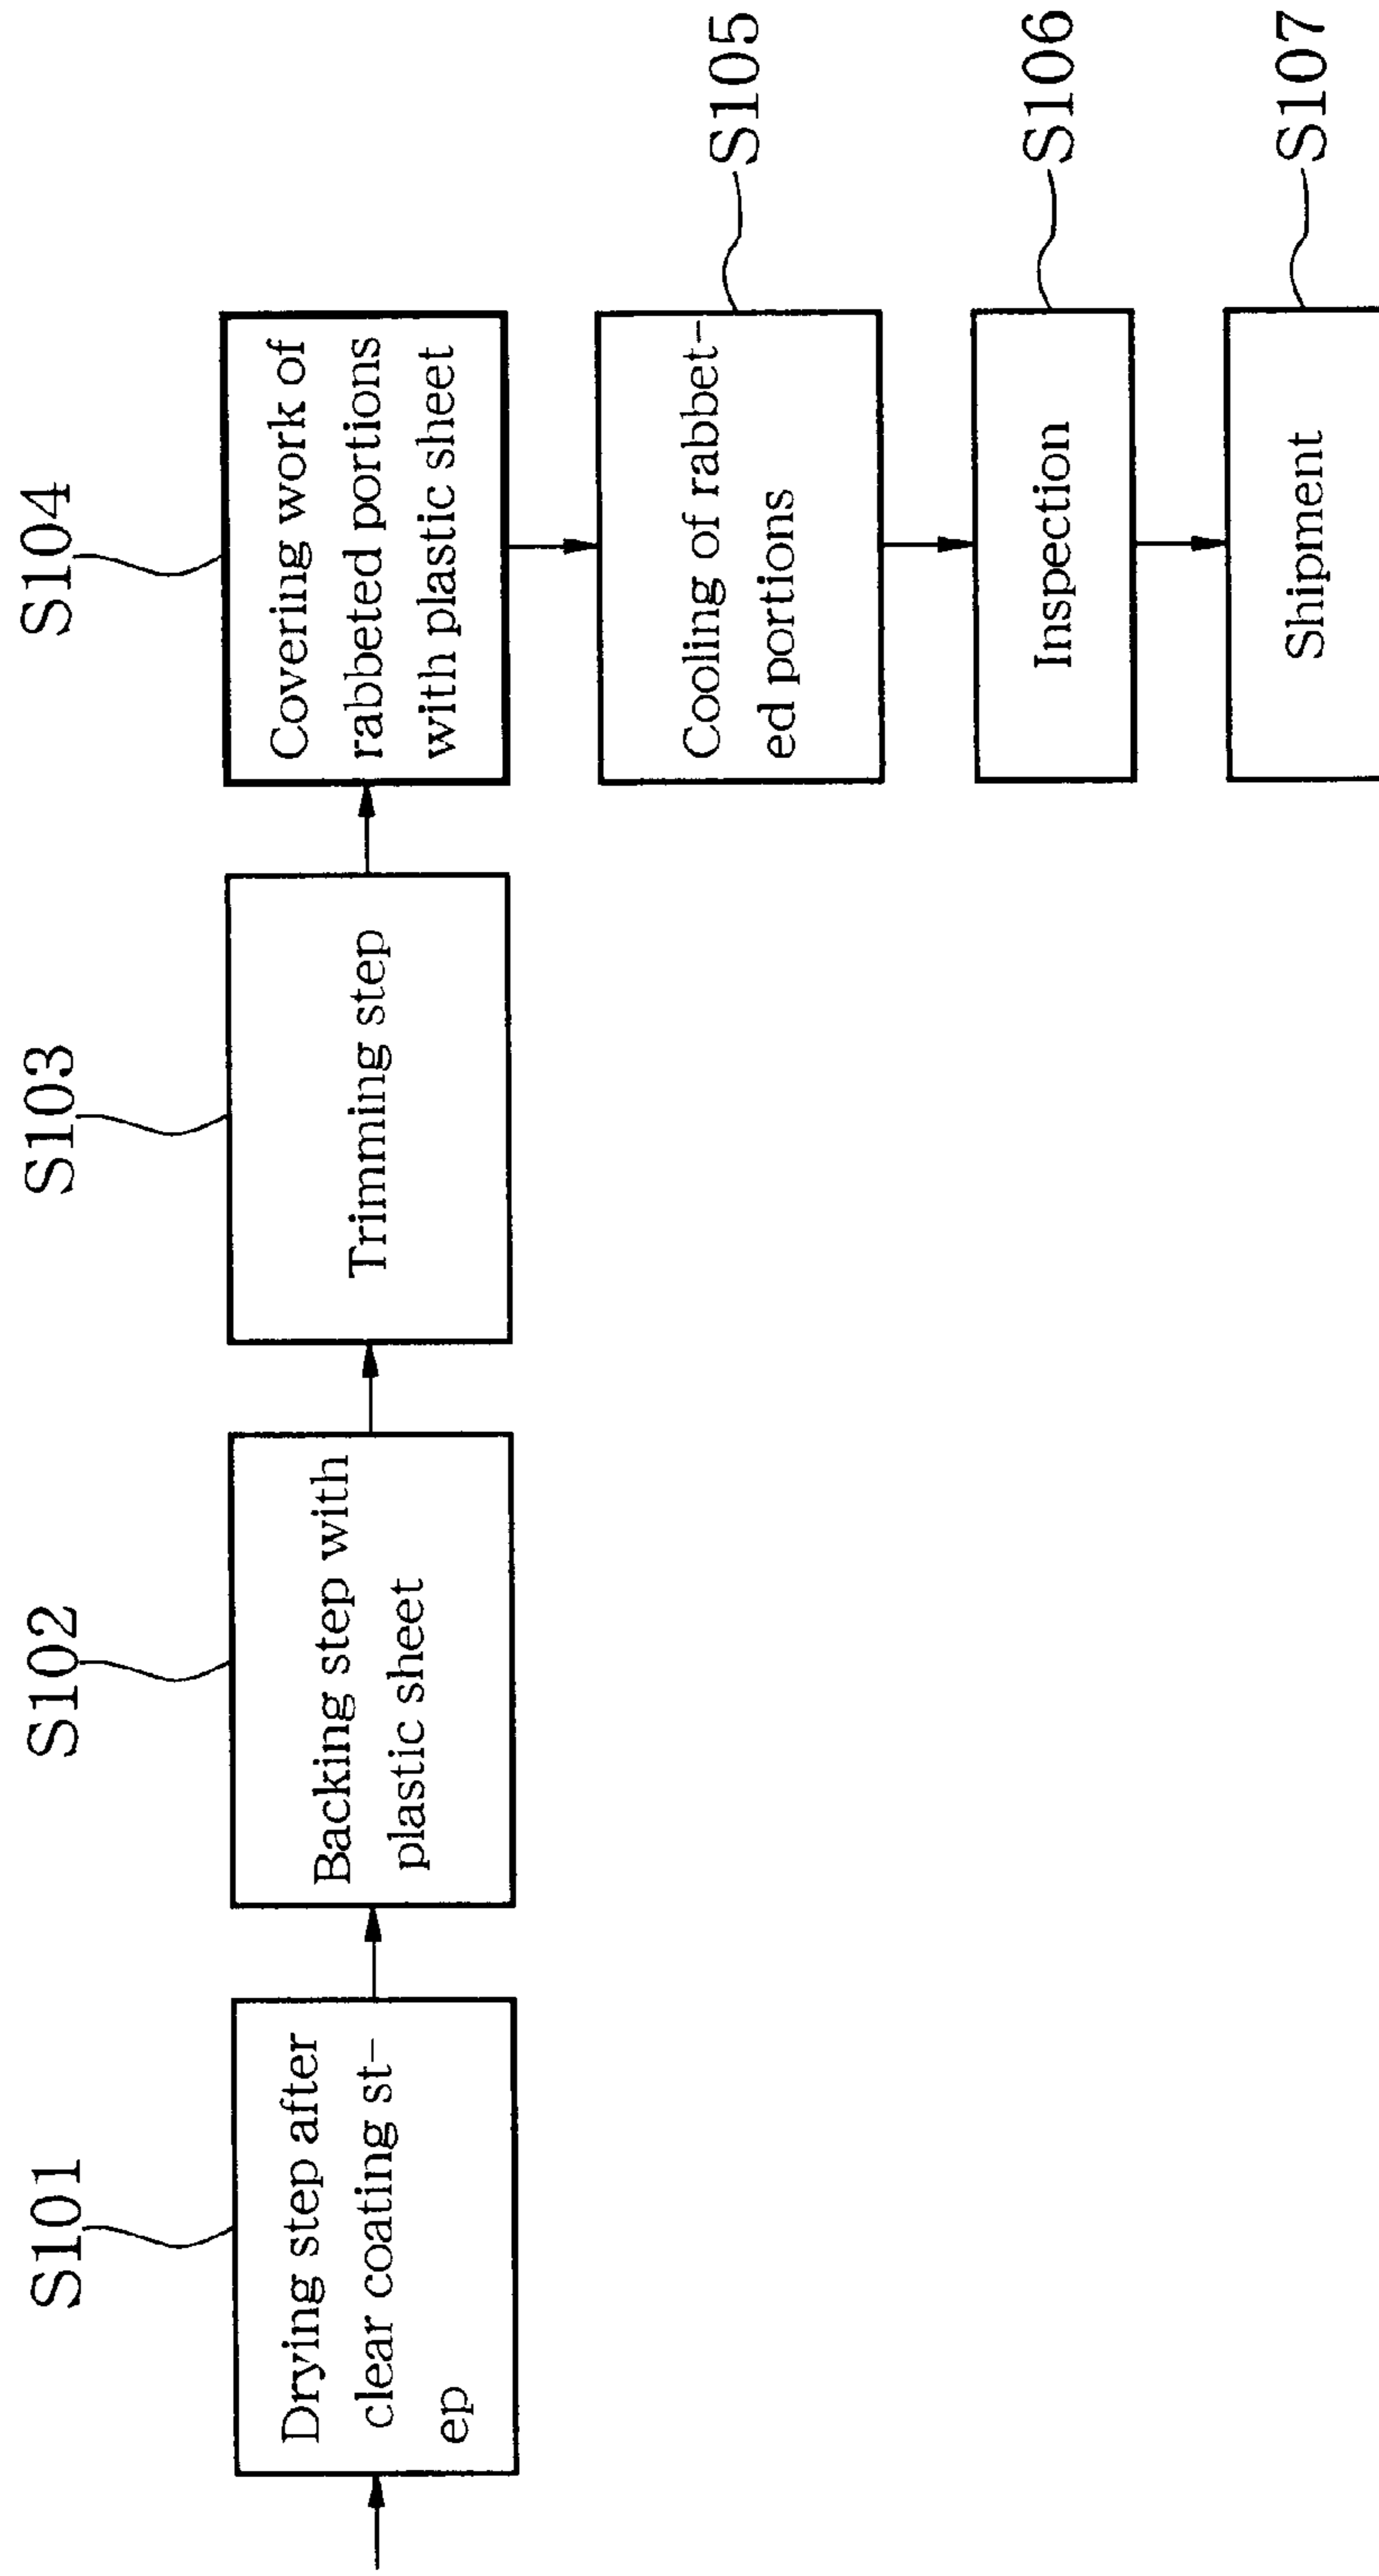 S101
Drying step after
clear coating st-
ep
S102
Backing step with
plastic sheet
S103
Trimming step
S104
Covering work of
rabbeted portions
with plastic sheet
S105
Cooling of rabbet-
ed portions
S106
Inspection
S107
Shipment